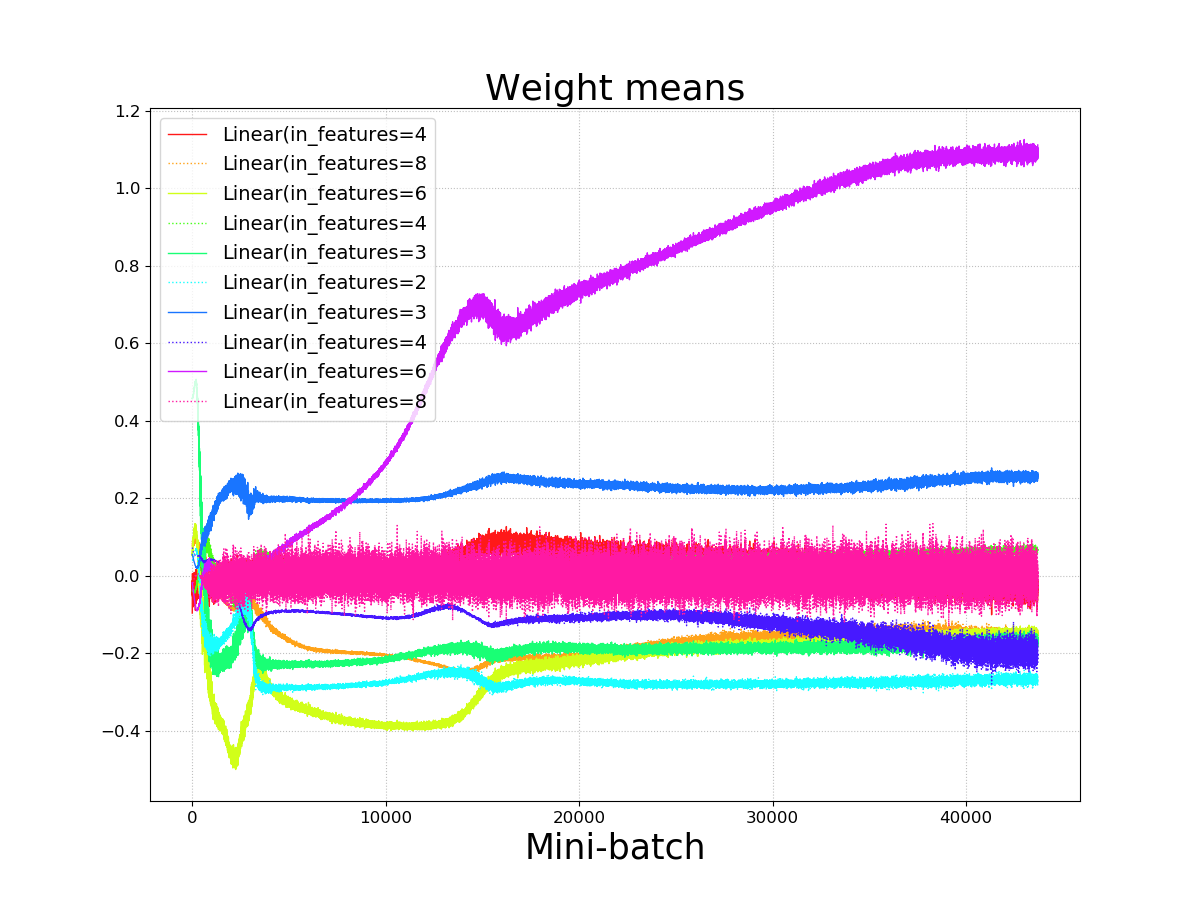 Weight means
1.2
1.0
0.8
0.6
0.4
0.2
0.0
−0.2
−0.4
Linear(in_features=4
Linear(in_features=8
Linear(in_features=6
Linear(in_features=4
Linear(in_features=3
Linear(in_features=2
Linear(in_features=3
Linear(in_features=4
Linear(in_features=6
Linear(in_features=8
0 10000 20000 30000 40000
Mini-batch